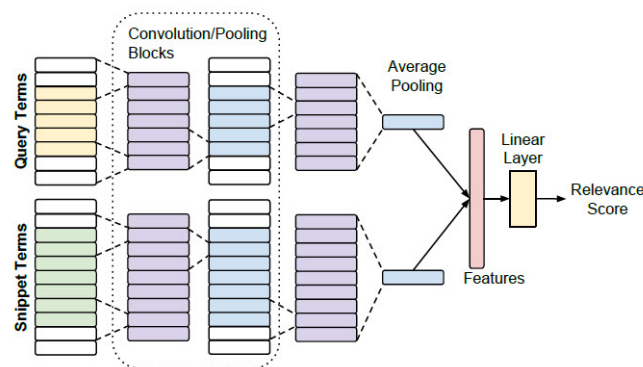 Convolution/Pooling
Blocks
Query Terms
Average
Pooling
Linear
Layer
Relevance
Score
Snippet Terms
Features